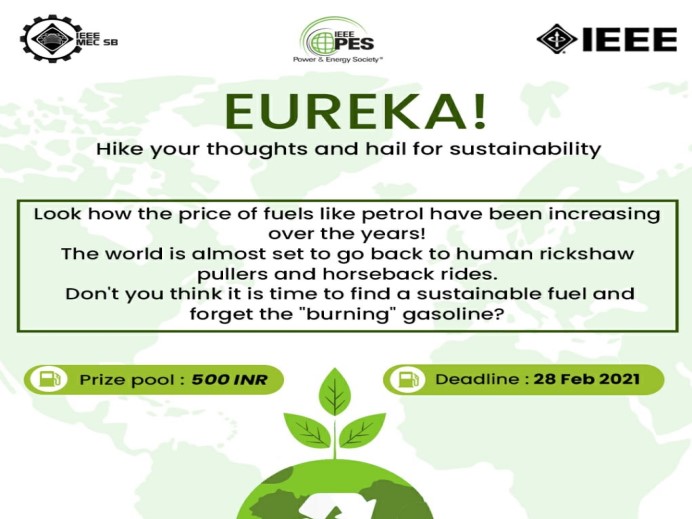 IEEE
MEC SB
IEEE
PES
Power & Energy Society™
IEEE
EUREKA!
Hike your thoughts and hail for sustainability
Look how the price of fuels like petrol have been increasing
over the years!
The world is almost set to go back to human rickshaw
pullers and horseback rides.
Don't you think it is time to find a sustainable fuel and
forget the "burning" gasoline?
Prize pool : 500 INR
Deadline : 28 Feb 2021